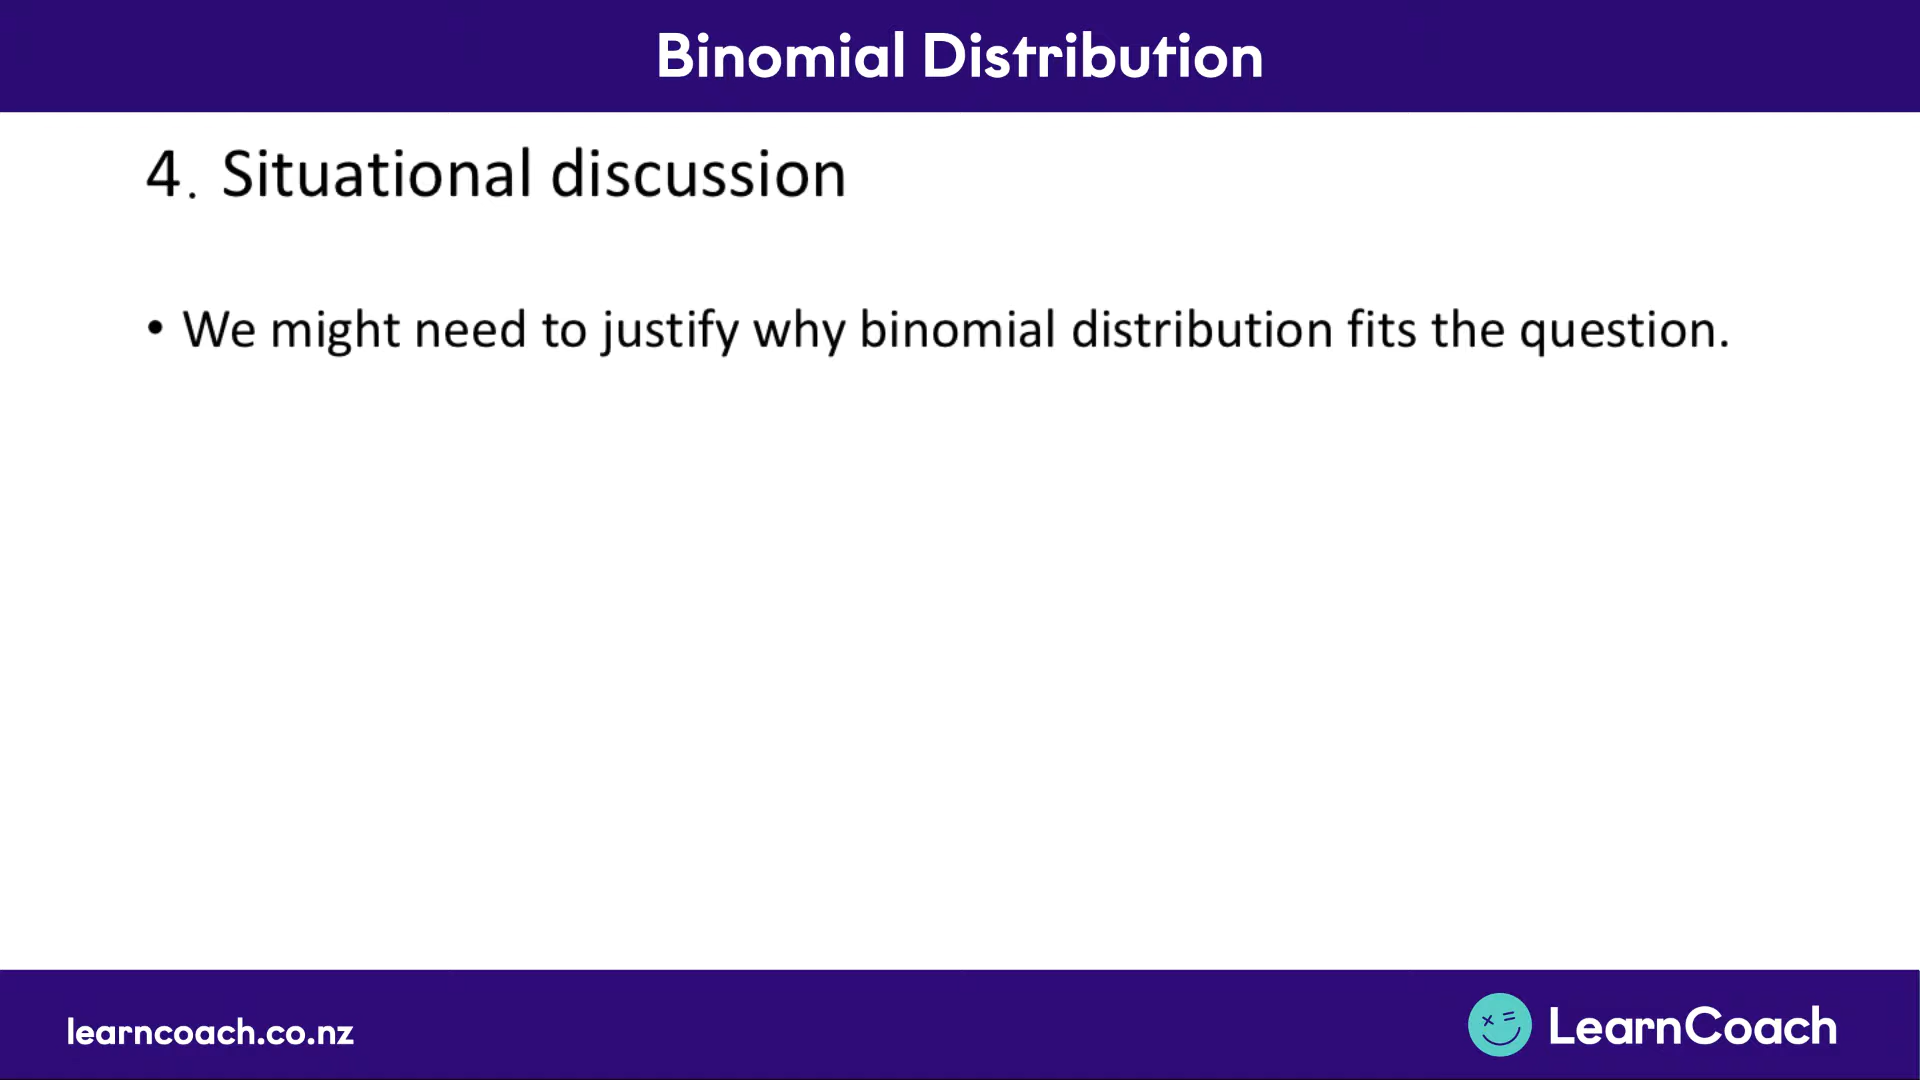 Binomial Distribution
4. Situational discussion
• We might need to justify why binomial distribution fits the question.
learncoach.co.nz
LearnCoach